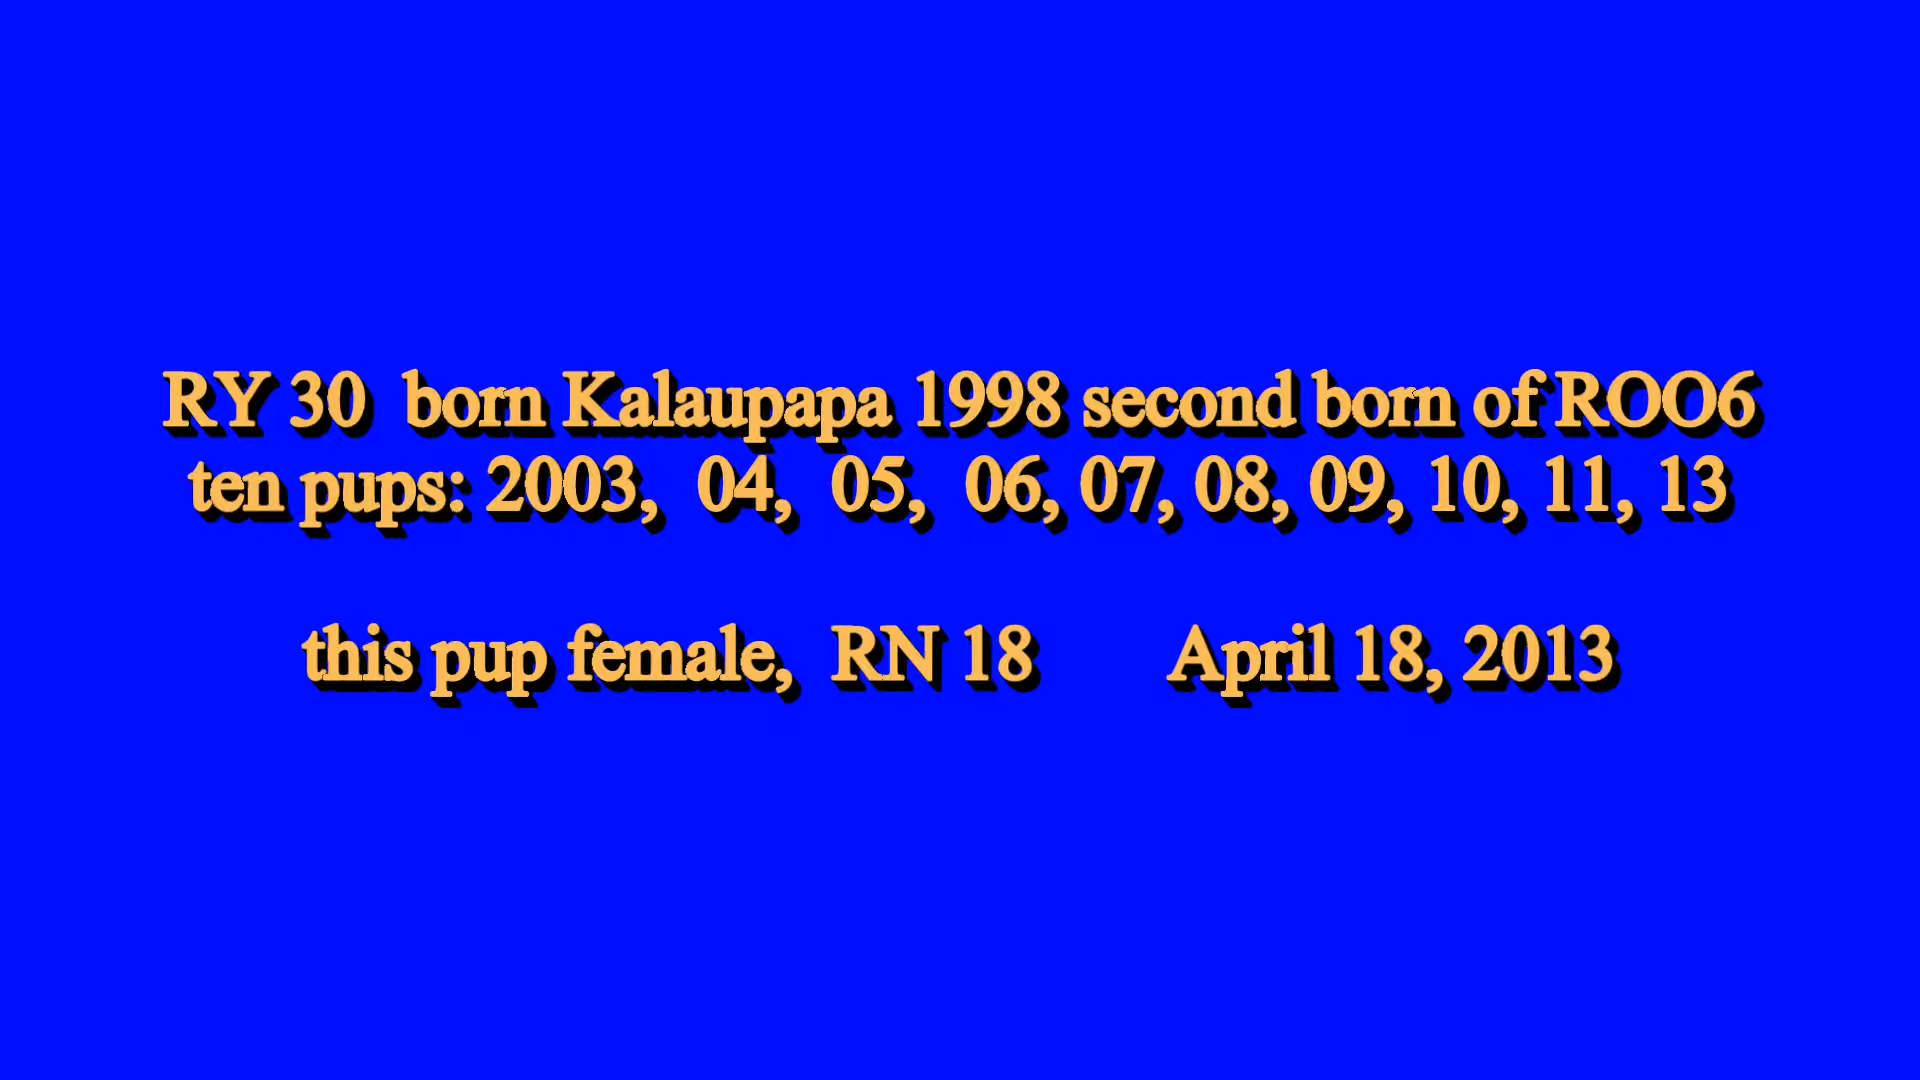 RY 30 born Kalaupapa 1998 second born of ROO6
ten pups: 2003, 04, 05, 06, 07, 08, 09, 10, 11, 13
this pup female, RN 18 April 18, 2013